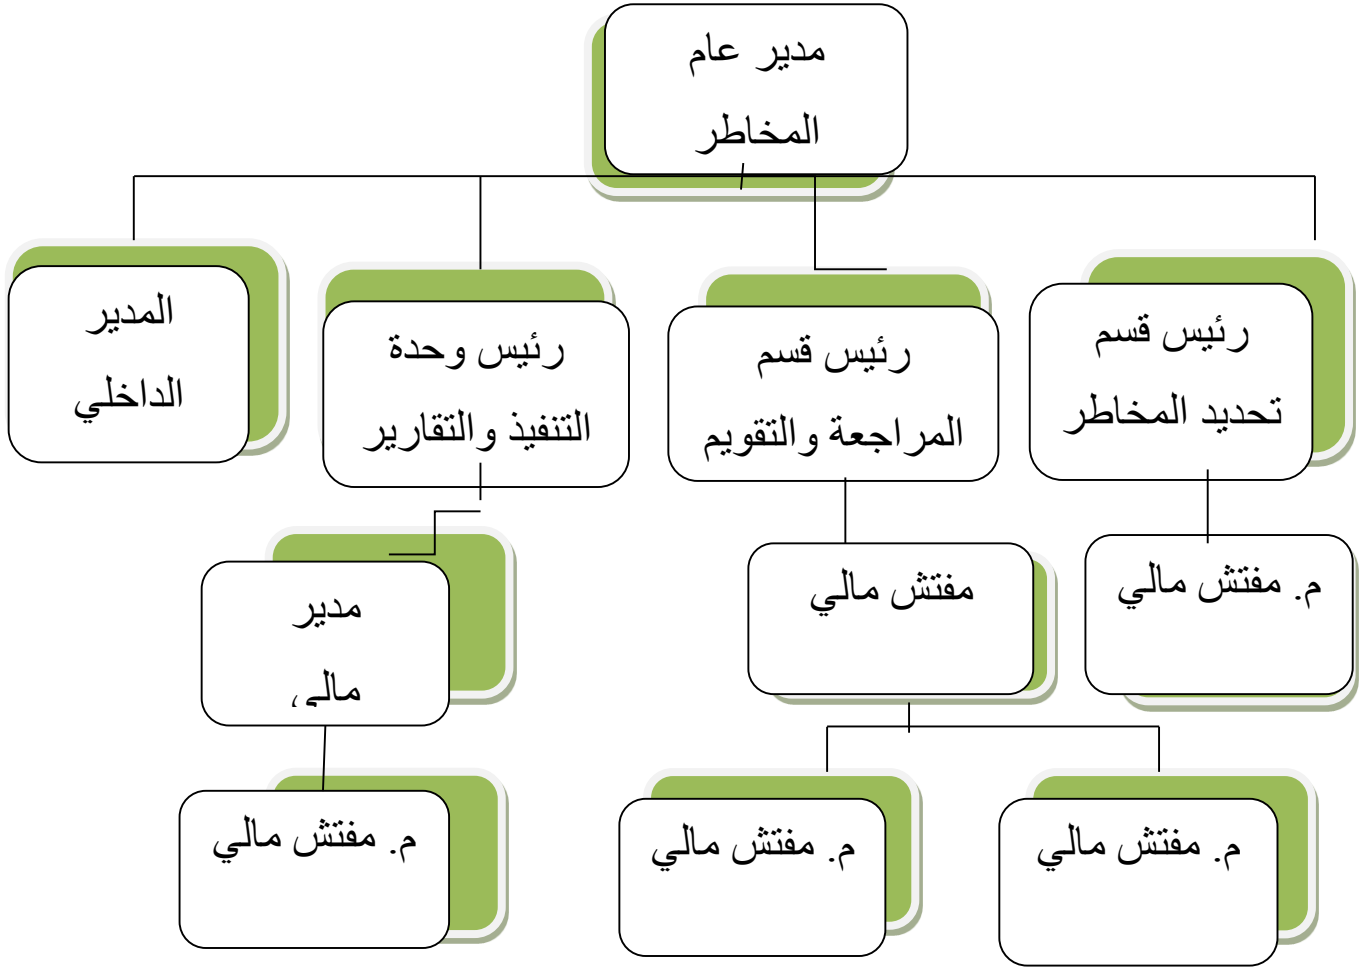 مدير عام
المخاطر
رئيس قسم
تحديد المخاطر
رئيس قسم
المراجعة والتقويم
رئيس وحدة
التنفيذ والتقارير
المدير
الداخلي
م. مفتش مالي
مفتش مالي
مدير
مالي
م. مفتش مالي
م. مفتش مالي
م. مفتش مالي